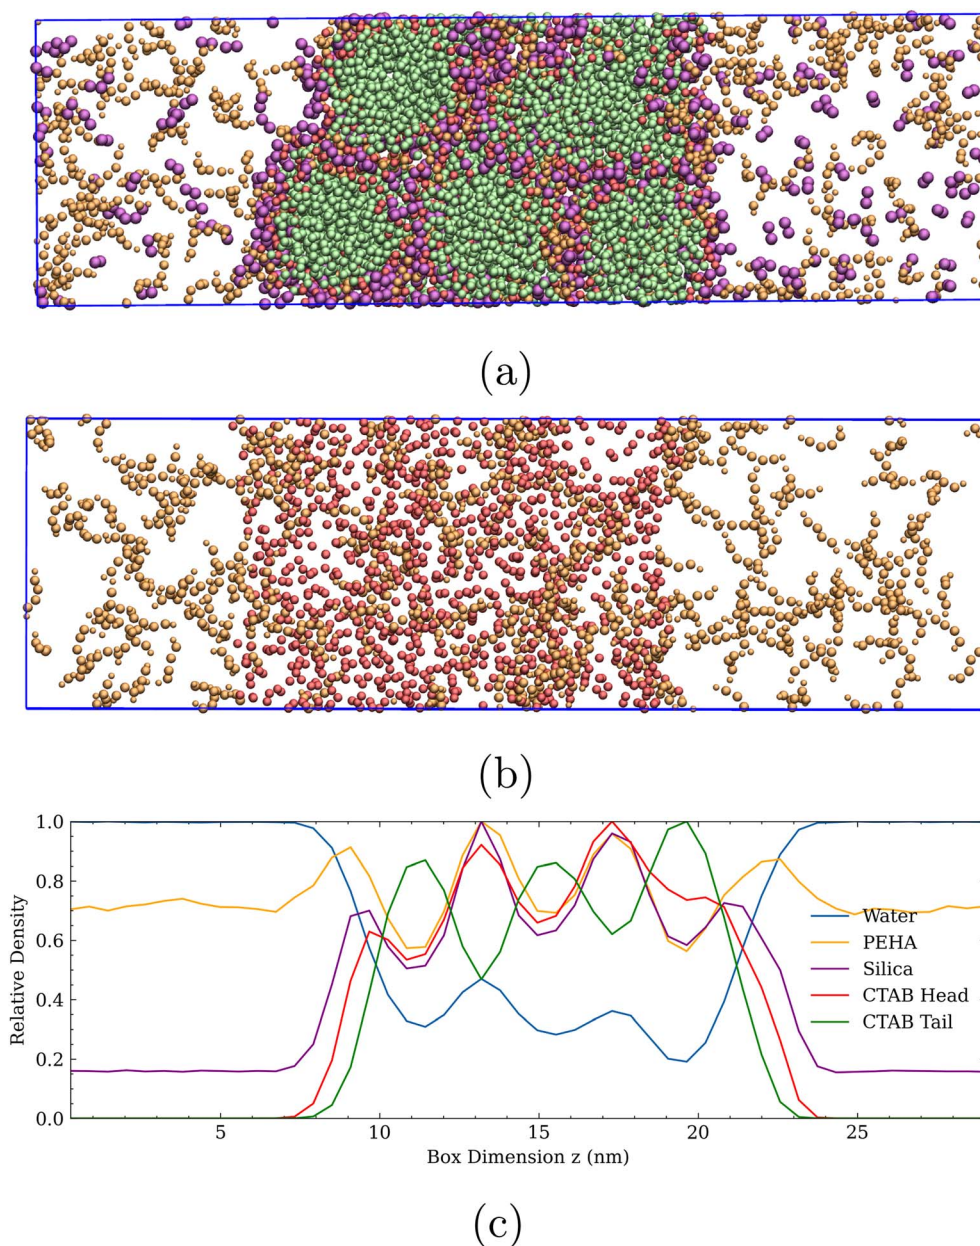 (a)
(b)
1.0
0.8
0.6
0.4
0.2
0.0
Relative Density
Water
PEHA
Silica
CTAB Head
CTAB Tail
5
10
15
20
25
Box Dimension z (nm)
(c)